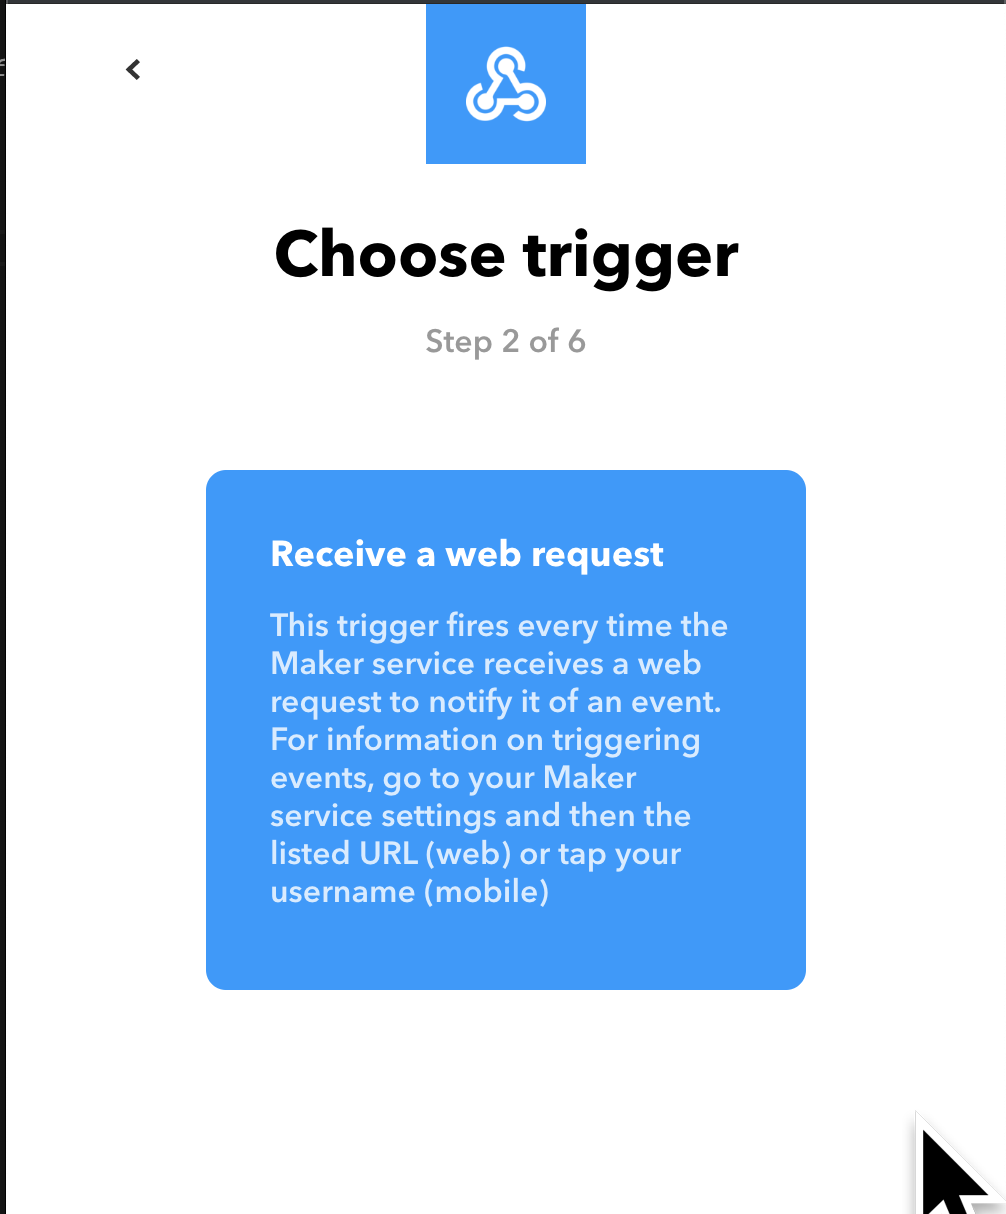 Choose trigger
Step 2 of 6
Receive a web request
This trigger fires every time the
Maker service receives a web
request to notify it of an event.
For information on triggering
events, go to your Maker
service settings and then the
listed URL (web) or tap your
username (mobile)